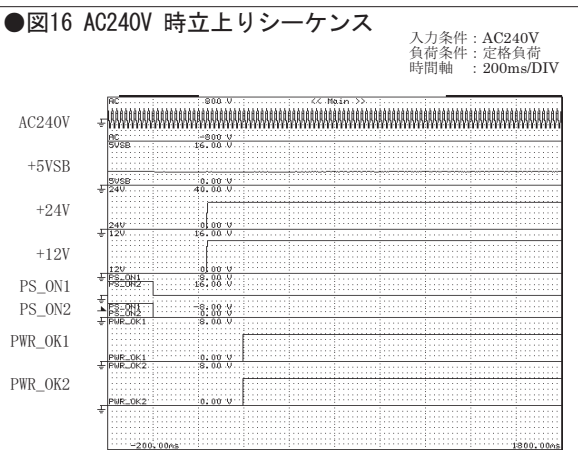 ●図16 AC240V 時立上りシーケンス
入力条件：AC240V
負荷条件：定格負荷
時間軸　：200ms/DIV
AC 800 V << Main >>
AC240V
AC -800 V
5VSB 16.00 V
+5VSB
5VSB 0.00 V
24V 40.00 V
+24V
24V 0.00 V
12V 16.00 V
+12V
12V 0.00 V
PS_ON1 8.00 V
PS_ON2 16.00 V
PS_ON1
PS_ON2
PS_ON1 -8.00 V
PS_ON2 0.00 V
PWR_OK1 8.00 V
PWR_OK1
PWR_OK1 0.00 V
PWR_OK2 8.00 V
PWR_OK2
PWR_OK2 0.00 V
-200.00ms 1800.00ms